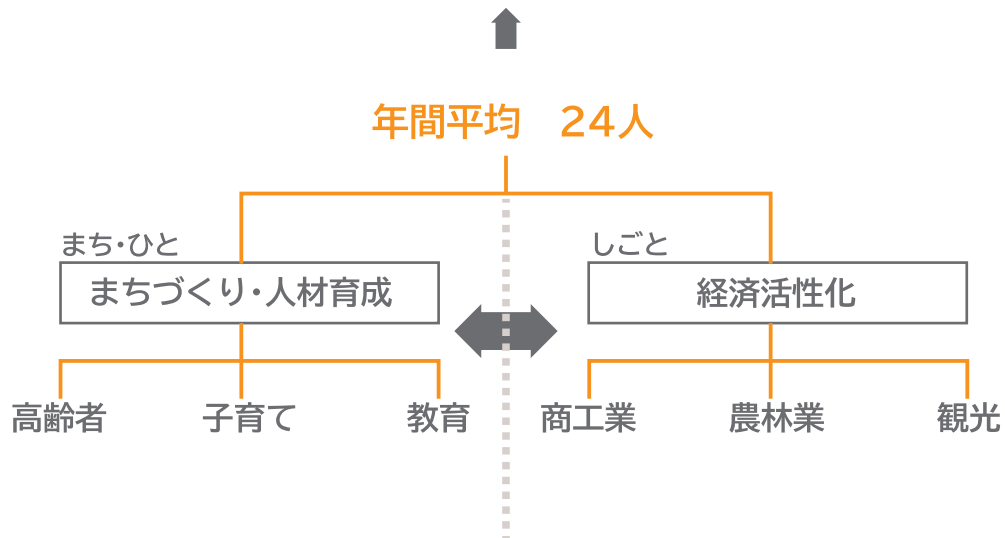 年間平均　24人
まち・ひと
しごと
まちづくり・人材育成
経済活性化
高齢者
子育て
教育
商工業
農林業
観光